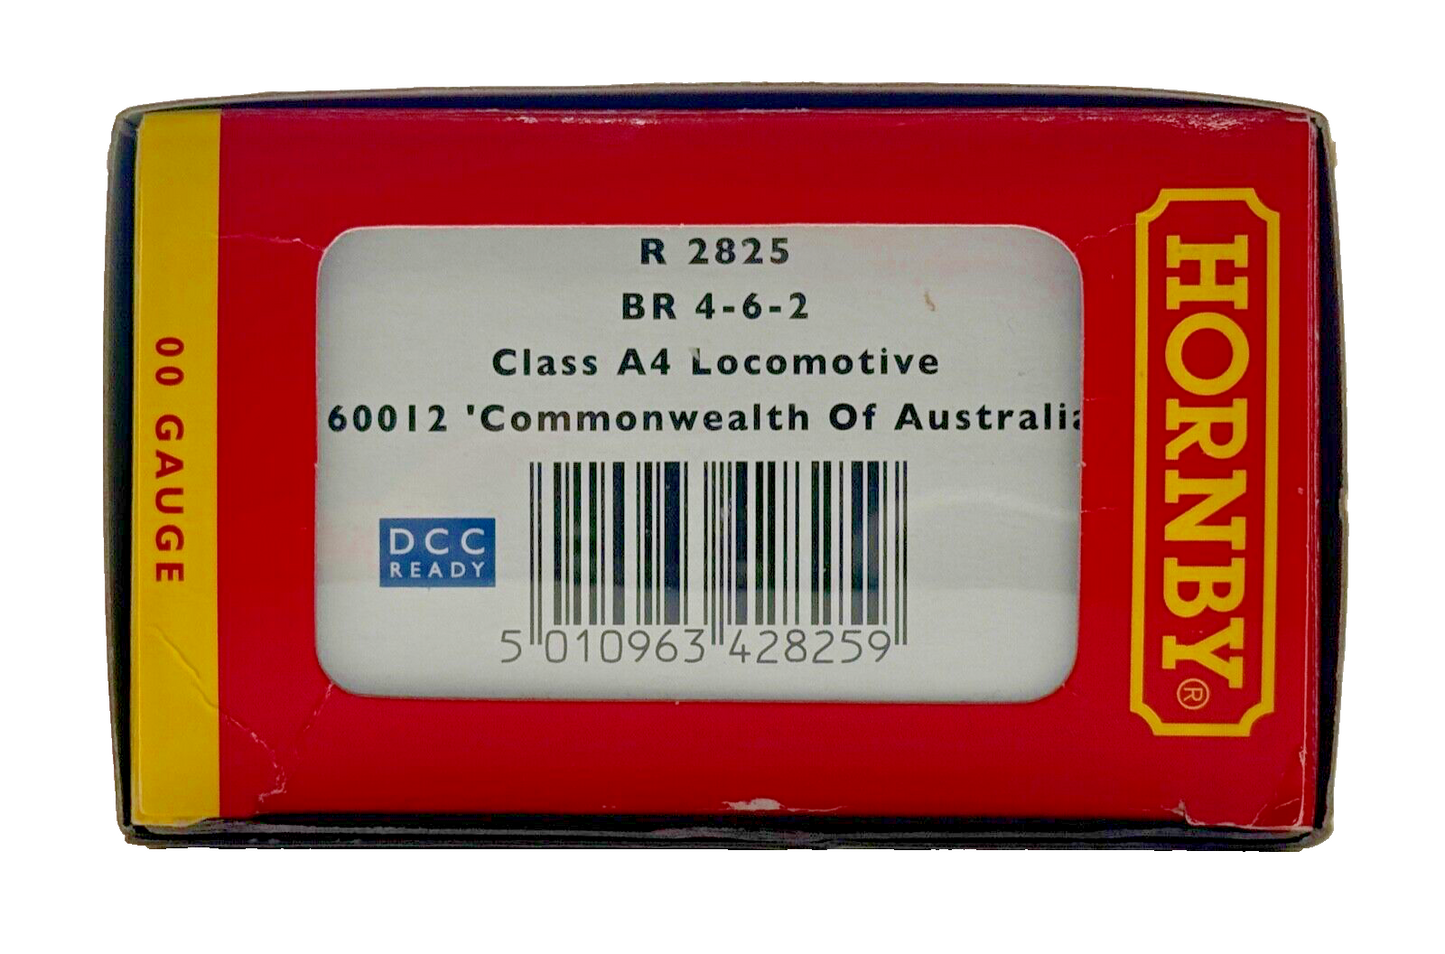 R 2825
BR 4-6-2
Class A4 Locomotive
60012 'Commonwealth Of Australia
DCC
READY
5 010963 428259
00 GAUGE
HORNBY®